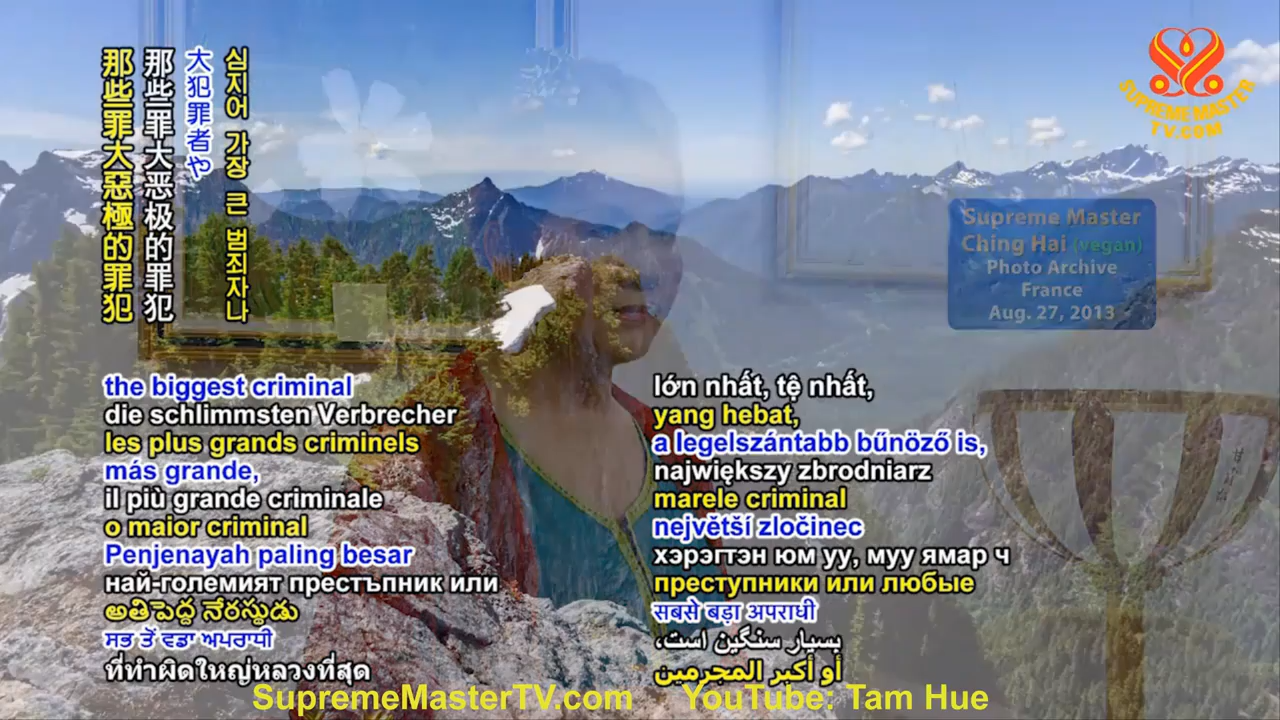 那些罪大惡極的罪犯
那些罪大恶极的罪犯
大犯罪者や
심지어 가장 큰 범죄자나
SUPREME MASTER
TV.COM
Supreme Master
Ching Hai (vegan)
Photo Archive
France
Aug. 27, 2013
the biggest criminal
die schlimmsten Verbrecher
les plus grands criminels
más grande,
il più grande criminale
o maior criminal
Penjenayah paling besar
най-големият престъпник или
అతిపెద్ద నేరస్థుడు
ਸਭ ਤੋਂ ਵਡਾ ਅਪਰਾਧੀ
ที่ทำผิดใหญ่หลวงที่สุด
lớn nhất, tệ nhất,
yang hebat,
a legelszántabb bűnöző is,
największy zbrodniarz
marele criminal
největší zločinec
хэрэгтэн юм уу, муу ямар ч
преступники или любые
सबसे बड़ा अपराधी
بسیار سنگین است،
أو أكبر المجرمين
SupremeMasterTV.com YouTube: Tam Hue